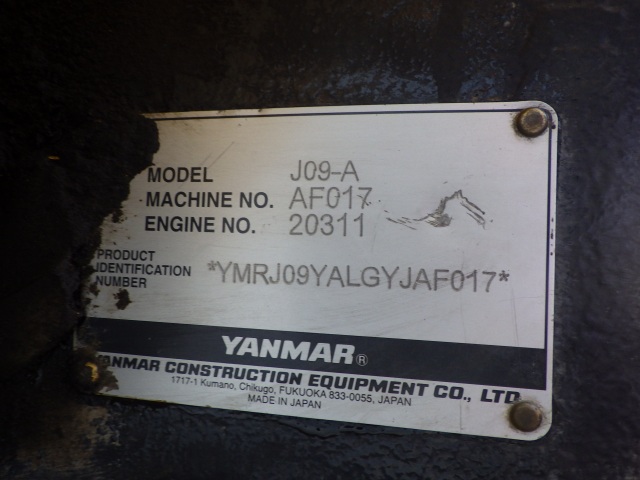 MODEL J09-A
MACHINE NO. AF017
ENGINE NO. 20311
PRODUCT
IDENTIFICATION
NUMBER *YMRJ09YALGYJAF017*
YANMAR®
YANMAR CONSTRUCTION EQUIPMENT CO., LTD
1717-1 Kumano, Chikugo, FUKUOKA 833-0055, JAPAN
MADE IN JAPAN